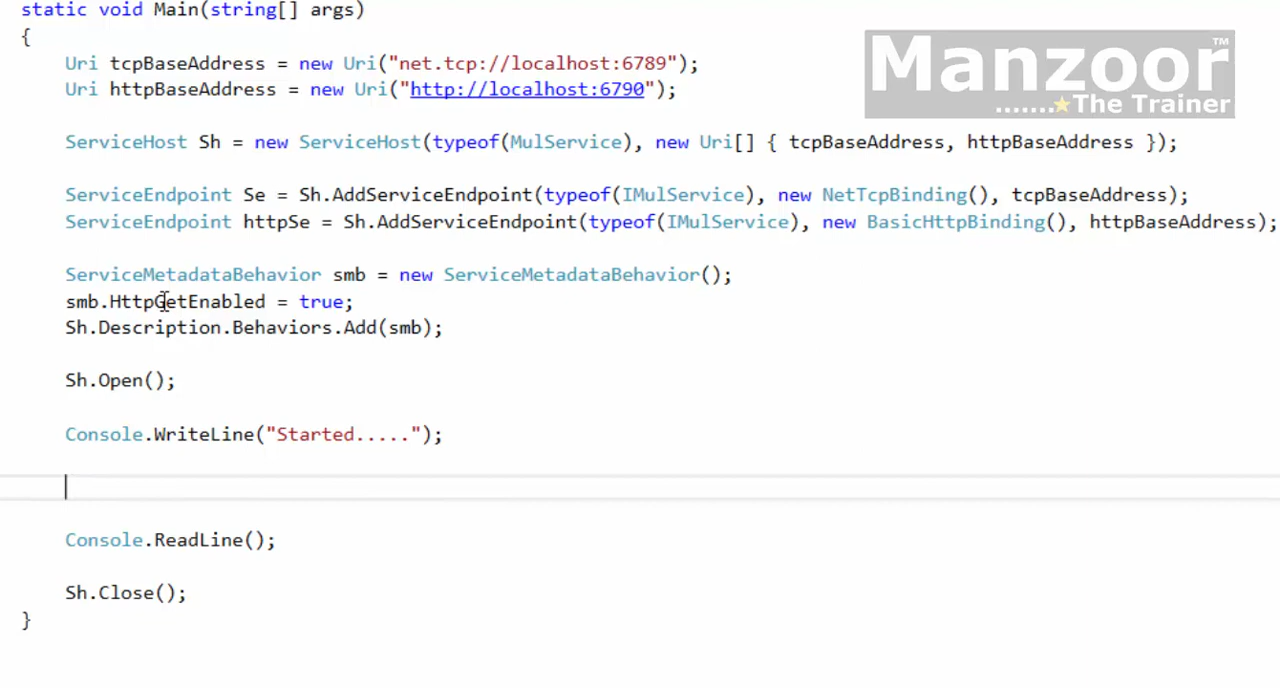 static void Main(string[] args)
{
Uri tcpBaseAddress = new Uri("net.tcp://localhost:6789");
Uri httpBaseAddress = new Uri("http://localhost:6790");
ServiceHost Sh = new ServiceHost(typeof(MulService), new Uri[] { tcpBaseAddress, httpBaseAddress });
ServiceEndpoint Se = Sh.AddServiceEndpoint(typeof(IMulService), new NetTcpBinding(), tcpBaseAddress);
ServiceEndpoint httpSe = Sh.AddServiceEndpoint(typeof(IMulService), new BasicHttpBinding(), httpBaseAddress);
ServiceMetadataBehavior smb = new ServiceMetadataBehavior();
smb.HttpGetEnabled = true;
Sh.Description.Behaviors.Add(smb);
Sh.Open();
Console.WriteLine("Started.....");
Console.ReadLine();
Sh.Close();
}
Manzoor™
.......★The Trainer